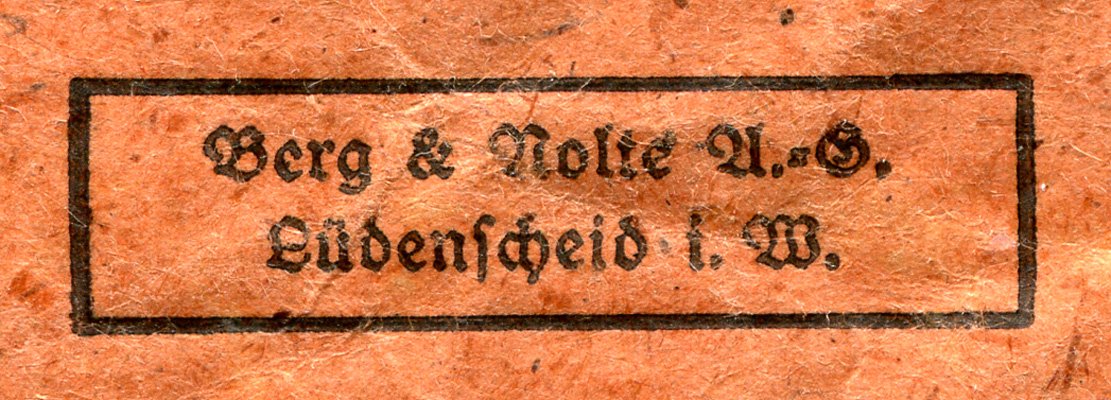 Berg & Nolte A.-G.
Lüdenscheid i. W.